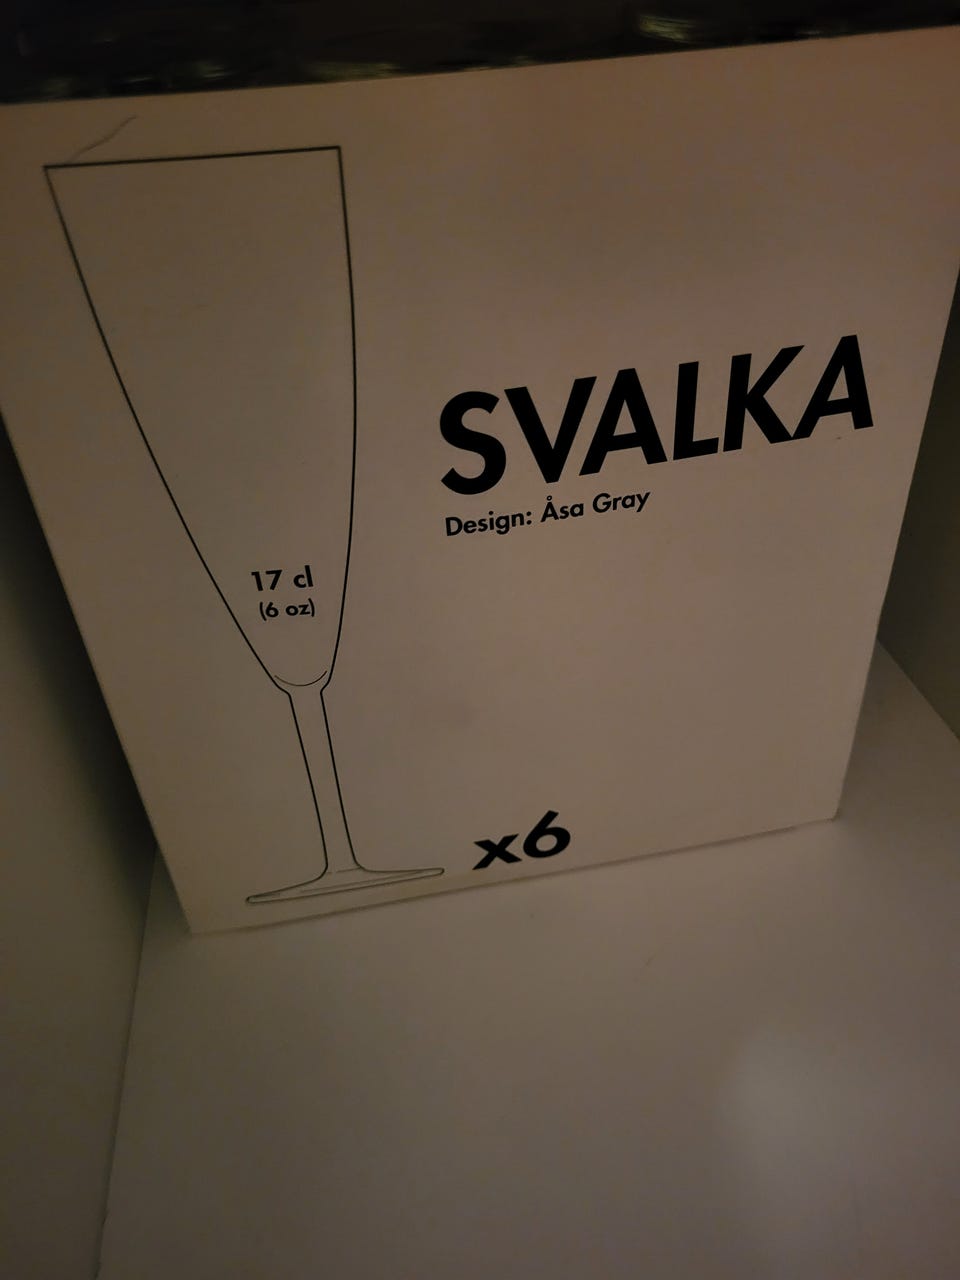 SVALKA
Design: Åsa Gray
17 cl
(6 oz)
x6